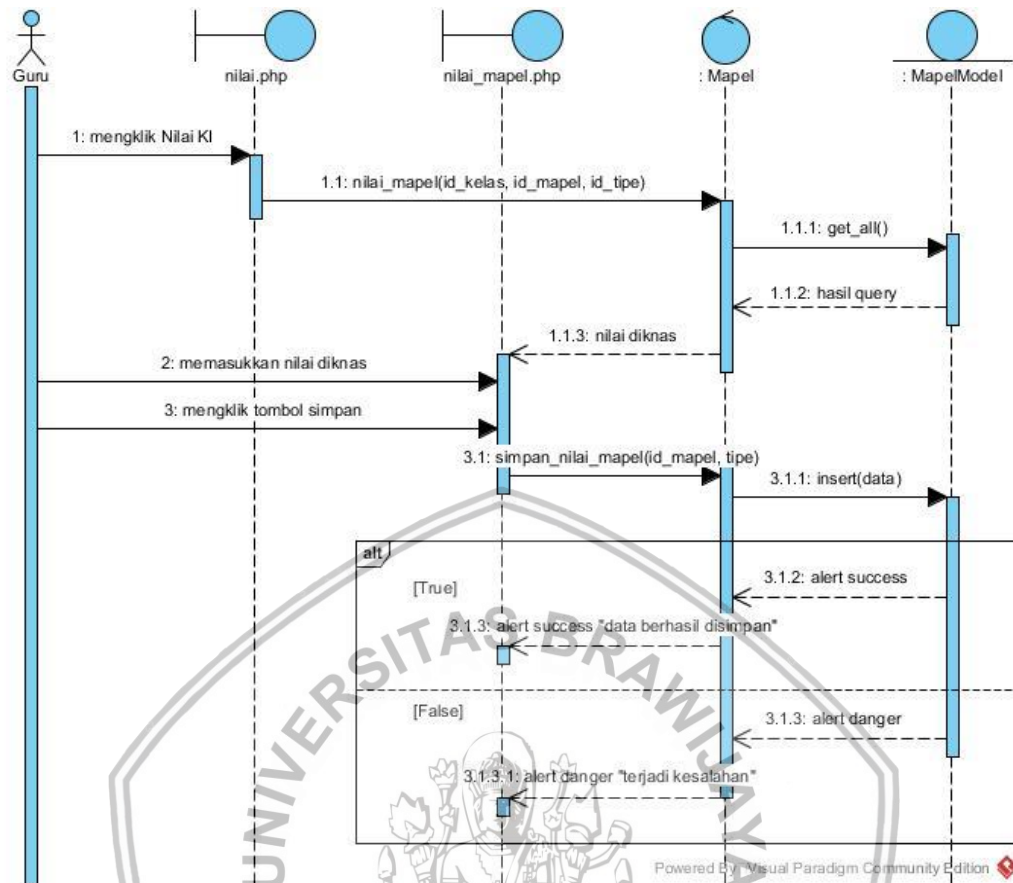 Guru
nilai.php
nilai_mapel.php
: Mapel
: MapelModel
1: mengklik Nilai KI
1.1: nilai_mapel(id_kelas, id_mapel, id_tipe)
1.1.1: get_all()
1.1.2: hasil query
1.1.3: nilai diknas
2: memasukkan nilai diknas
3: mengklik tombol simpan
3.1: simpan_nilai_mapel(id_mapel, tipe)
3.1.1: insert(data)
alt
[True]
3.1.2: alert success
3.1.3: alert success "data berhasil disimpan"
[False]
3.1.3: alert danger
3.1.3.1: alert danger "terjadi kesalahan"
UNIVERSITAS BRAWIJAYA
Powered By Visual Paradigm Community Edition